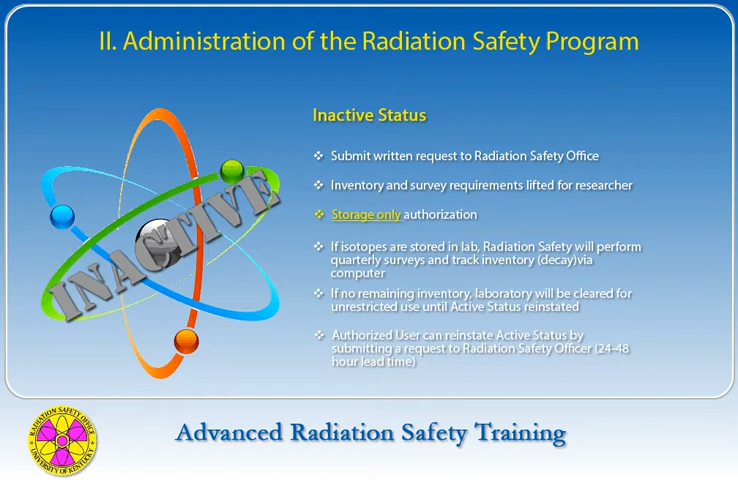 II. Administration of the Radiation Safety Program
Inactive Status
Submit written request to Radiation Safety Office
Inventory and survey requirements lifted for researcher
Storage only authorization
If isotopes are stored in lab, Radiation Safety will perform
quarterly surveys and track inventory (decay)via
computer
If no remaining inventory, laboratory will be cleared for
unrestricted use until Active Status reinstated
Authorized User can reinstate Active Status by
submitting a request to Radiation Safety Officer (24-48
hour lead time)
INACTIVE
RADIATION SAFETY OFFICE
UNIVERSITY OF KENTUCKY
Advanced Radiation Safety Training